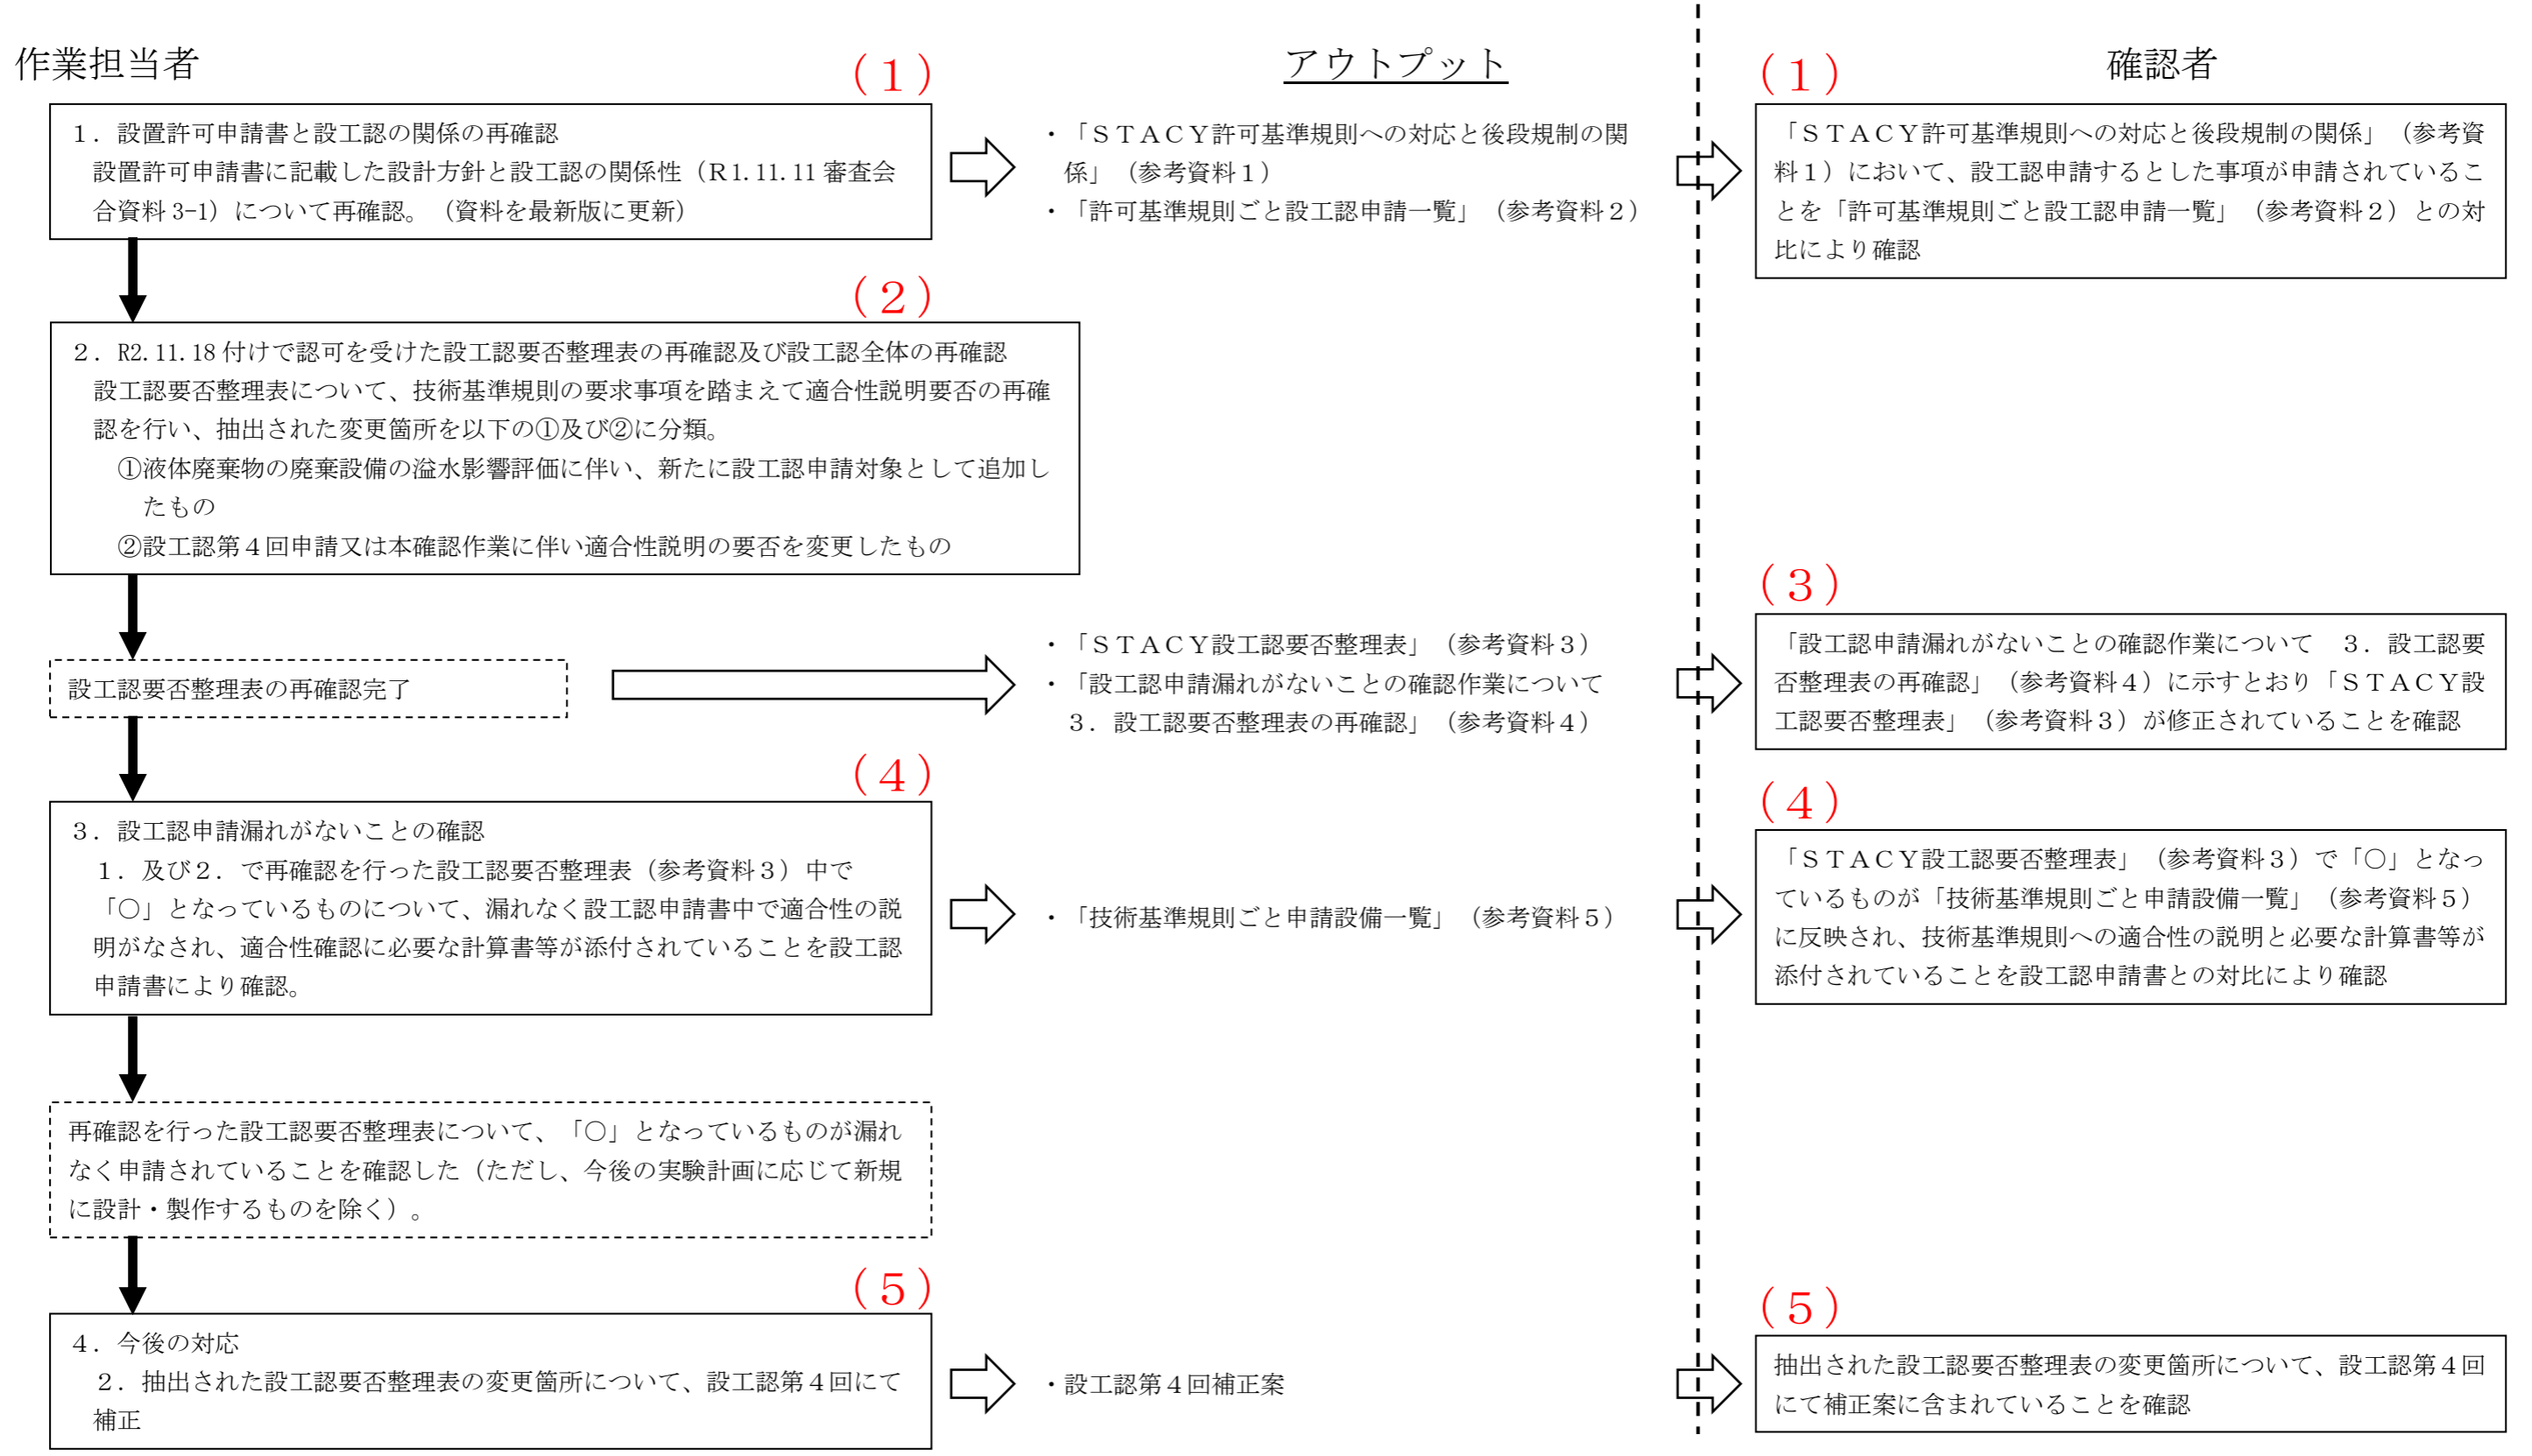 作業担当者
アウトプット
確認者
（１）
（１）
１．設置許可申請書と設工認の関係の再確認
設置許可申請書に記載した設計方針と設工認の関係性（R1.11.11 審査会
合資料 3-1）について再確認。（資料を最新版に更新）
・「ＳＴＡＣＹ許可基準規則への対応と後段規制の関
係」（参考資料１）
・「許可基準規則ごと設工認申請一覧」（参考資料２）
「ＳＴＡＣＹ許可基準規則への対応と後段規制の関係」（参考資
料１）において、設工認申請するとした事項が申請されているこ
とを「許可基準規則ごと設工認申請一覧」（参考資料２）との対
比により確認
（２）
２．R2.11.18 付けで認可を受けた設工認要否整理表の再確認及び設工認全体の再確認
設工認要否整理表について、技術基準規則の要求事項を踏まえて適合性説明要否の再確
認を行い、抽出された変更箇所を以下の①及び②に分類。
①液体廃棄物の廃棄設備の溢水影響評価に伴い、新たに設工認申請対象として追加し
たもの
②設工認第４回申請又は本確認作業に伴い適合性説明の要否を変更したもの
設工認要否整理表の再確認完了
・「ＳＴＡＣＹ設工認要否整理表」（参考資料３）
・「設工認申請漏れがないことの確認作業について
３．設工認要否整理表の再確認」（参考資料４）
（３）
「設工認申請漏れがないことの確認作業について　３．設工認要
否整理表の再確認」（参考資料４）に示すとおり「ＳＴＡＣＹ設
工認要否整理表」（参考資料３）が修正されていることを確認
（４）
３．設工認申請漏れがないことの確認
１．及び２．で再確認を行った設工認要否整理表（参考資料３）中で
「○」となっているものについて、漏れなく設工認申請書中で適合性の説
明がなされ、適合性確認に必要な計算書等が添付されていることを設工認
申請書により確認。
・「技術基準規則ごと申請設備一覧」（参考資料５）
（４）
「ＳＴＡＣＹ設工認要否整理表」（参考資料３）で「○」となっ
ているものが「技術基準規則ごと申請設備一覧」（参考資料５）
に反映され、技術基準規則への適合性の説明と必要な計算書等が
添付されていることを設工認申請書との対比により確認
再確認を行った設工認要否整理表について、「○」となっているものが漏れ
なく申請されていることを確認した（ただし、今後の実験計画に応じて新規
に設計・製作するものを除く）。
（５）
４．今後の対応
２．抽出された設工認要否整理表の変更箇所について、設工認第４回にて
補正
・設工認第４回補正案
（５）
抽出された設工認要否整理表の変更箇所について、設工認第４回
にて補正案に含まれていることを確認